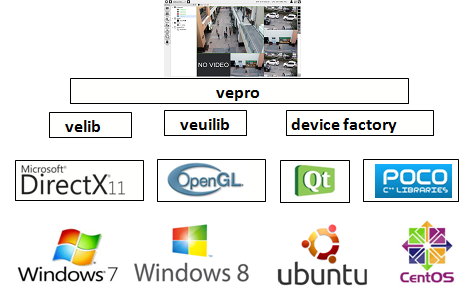 NO VIDEO
vepro
velib
veuilib
device factory
Microsoft®
DirectX 11
OpenGL.
Qt
POCO
C++ LIBRARIES
Windows 7
Windows 8
ubuntu
CentOS